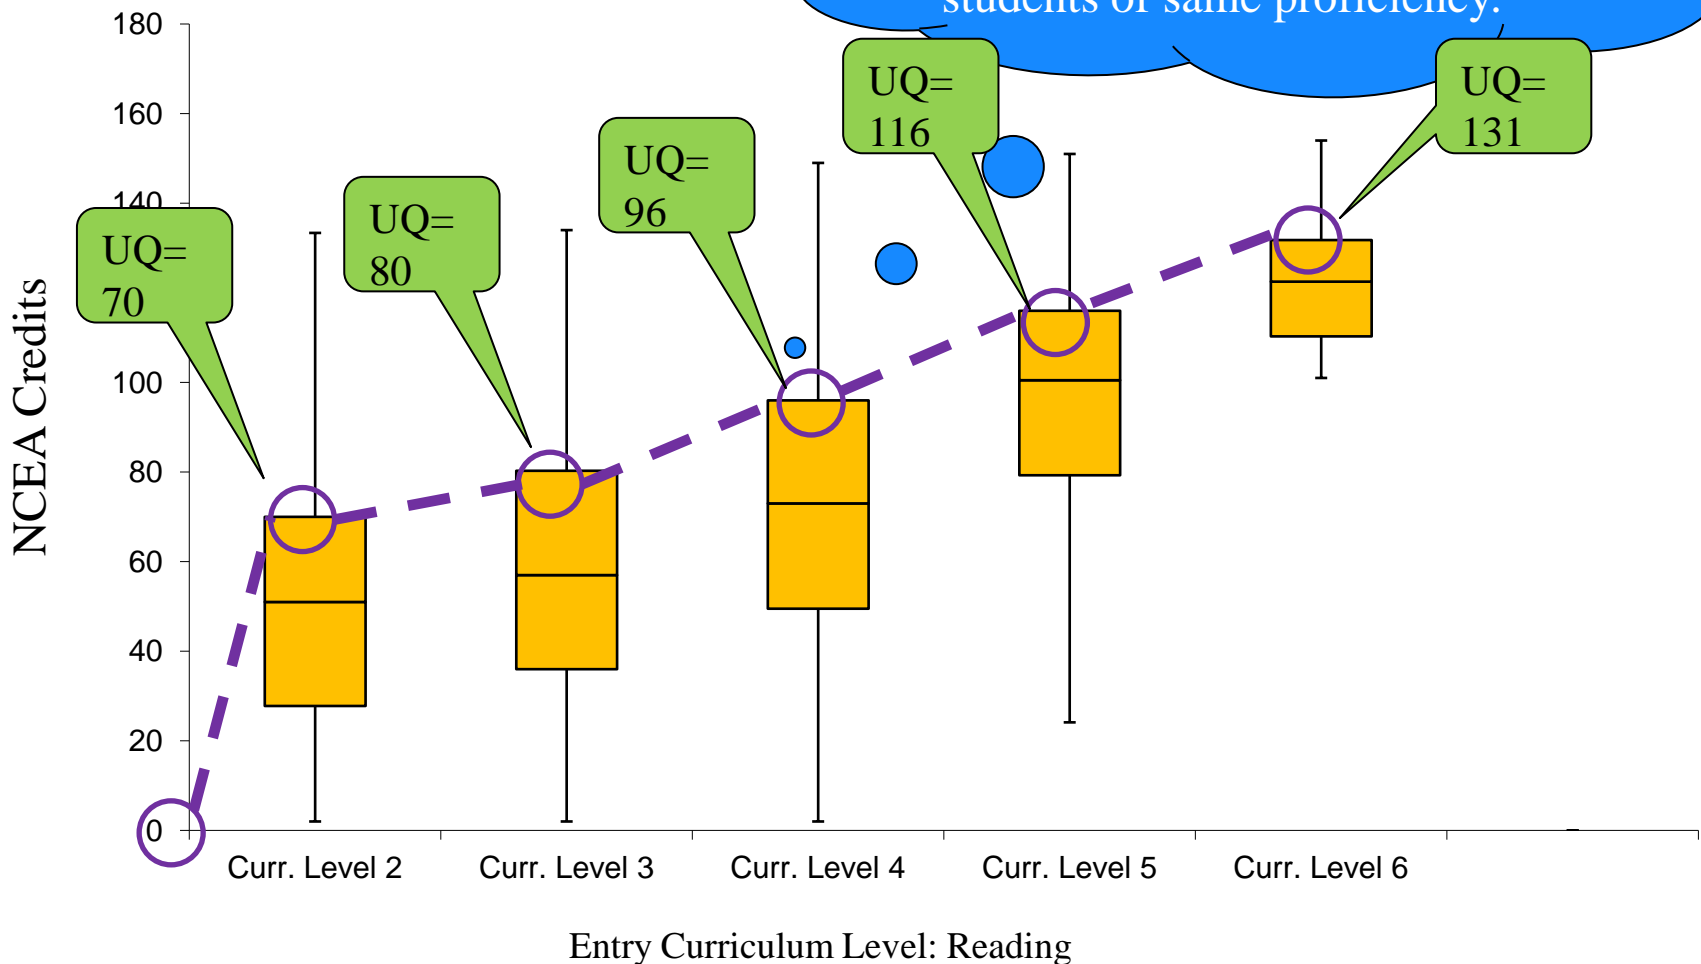 students of same proficiency.
180
160
140
100
80
60
40
20
0
NCEA Credits
UQ=
70
UQ=
80
UQ=
96
UQ=
116
UQ=
131
Curr. Level 2
Curr. Level 3
Curr. Level 4
Curr. Level 5
Curr. Level 6
Entry Curriculum Level: Reading